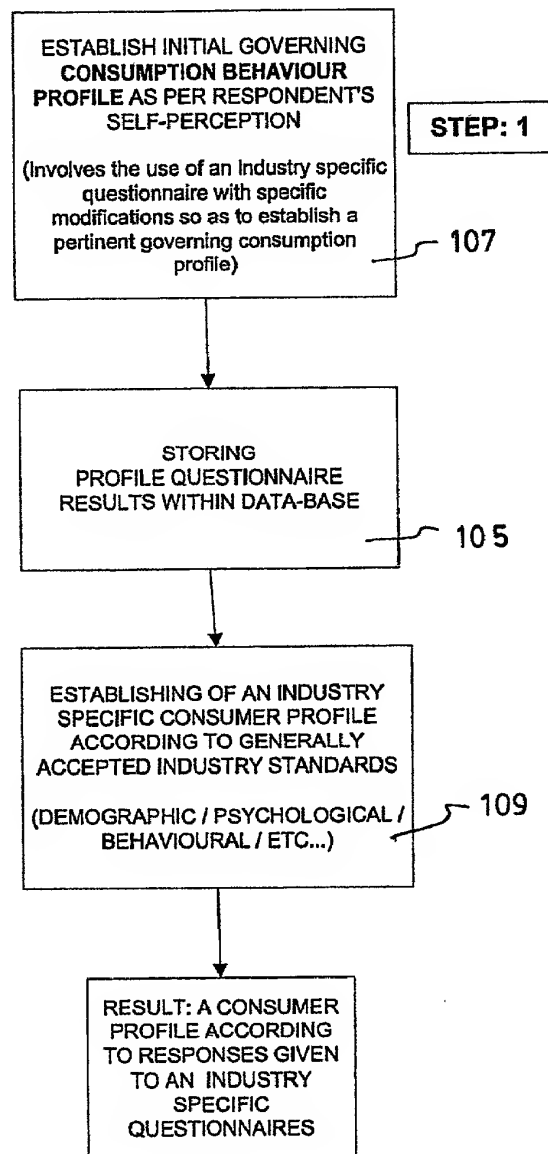 ESTABLISH INITIAL GOVERNING
CONSUMPTION BEHAVIOUR
PROFILE AS PER RESPONDENT'S
SELF-PERCEPTION
(Involves the use of an industry specific
questionnaire with specific
modifications so as to establish a
pertinent governing consumption
profile)
STEP: 1
107
STORING
PROFILE QUESTIONNAIRE
RESULTS WITHIN DATA-BASE
105
ESTABLISHING OF AN INDUSTRY
SPECIFIC CONSUMER PROFILE
ACCORDING TO GENERALLY
ACCEPTED INDUSTRY STANDARDS
(DEMOGRAPHIC / PSYCHOLOGICAL /
BEHAVIOURAL / ETC...)
109
RESULT: A CONSUMER
PROFILE ACCORDING
TO RESPONSES GIVEN
TO AN INDUSTRY
SPECIFIC
QUESTIONNAIRES